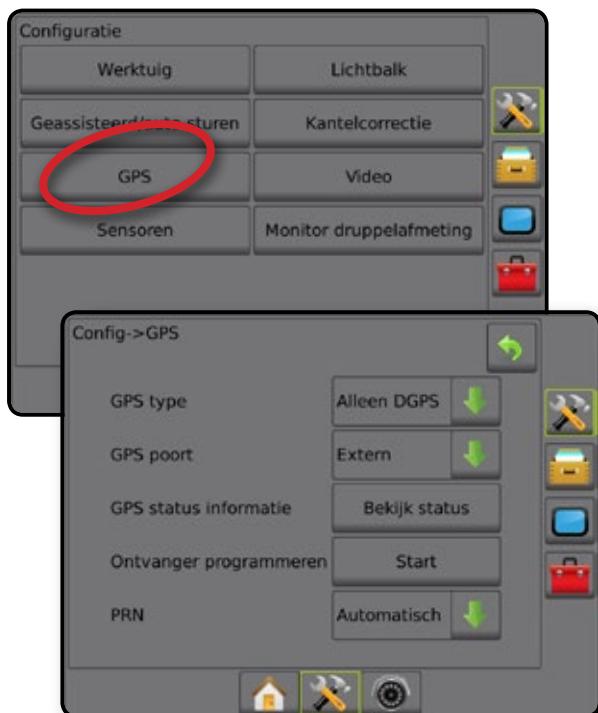 Configuratie
Werktuig Lichtbalk
Geassisteerd/auto sturen Kantelcorrectie
GPS Video
Sensoren Monitor druppelafmeting
Config->GPS
GPS type Alleen DGPS
GPS poort Extern
GPS status informatie Bekijk status
Ontvanger programmeren Start
PRN Automatisch